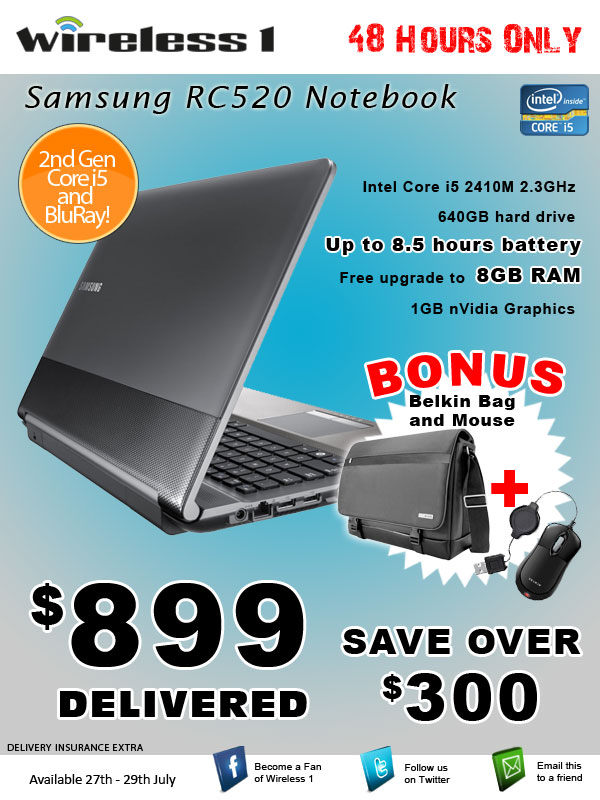 wireless 1
48 Hours Only
Samsung RC520 Notebook
intel inside™
CORE i5
2nd Gen
Core i5
and
BluRay!
Intel Core i5 2410M 2.3GHz
640GB hard drive
Up to 8.5 hours battery
Free upgrade to 8GB RAM
1GB nVidia Graphics
SAMSUNG
BONUS
Belkin Bag
and Mouse
+
BELKIN
$899
DELIVERED
SAVE OVER
$300
DELIVERY INSURANCE EXTRA
Available 27th - 29th July
Become a Fan
of Wireless 1
Follow us
on Twitter
Email this
to a friend